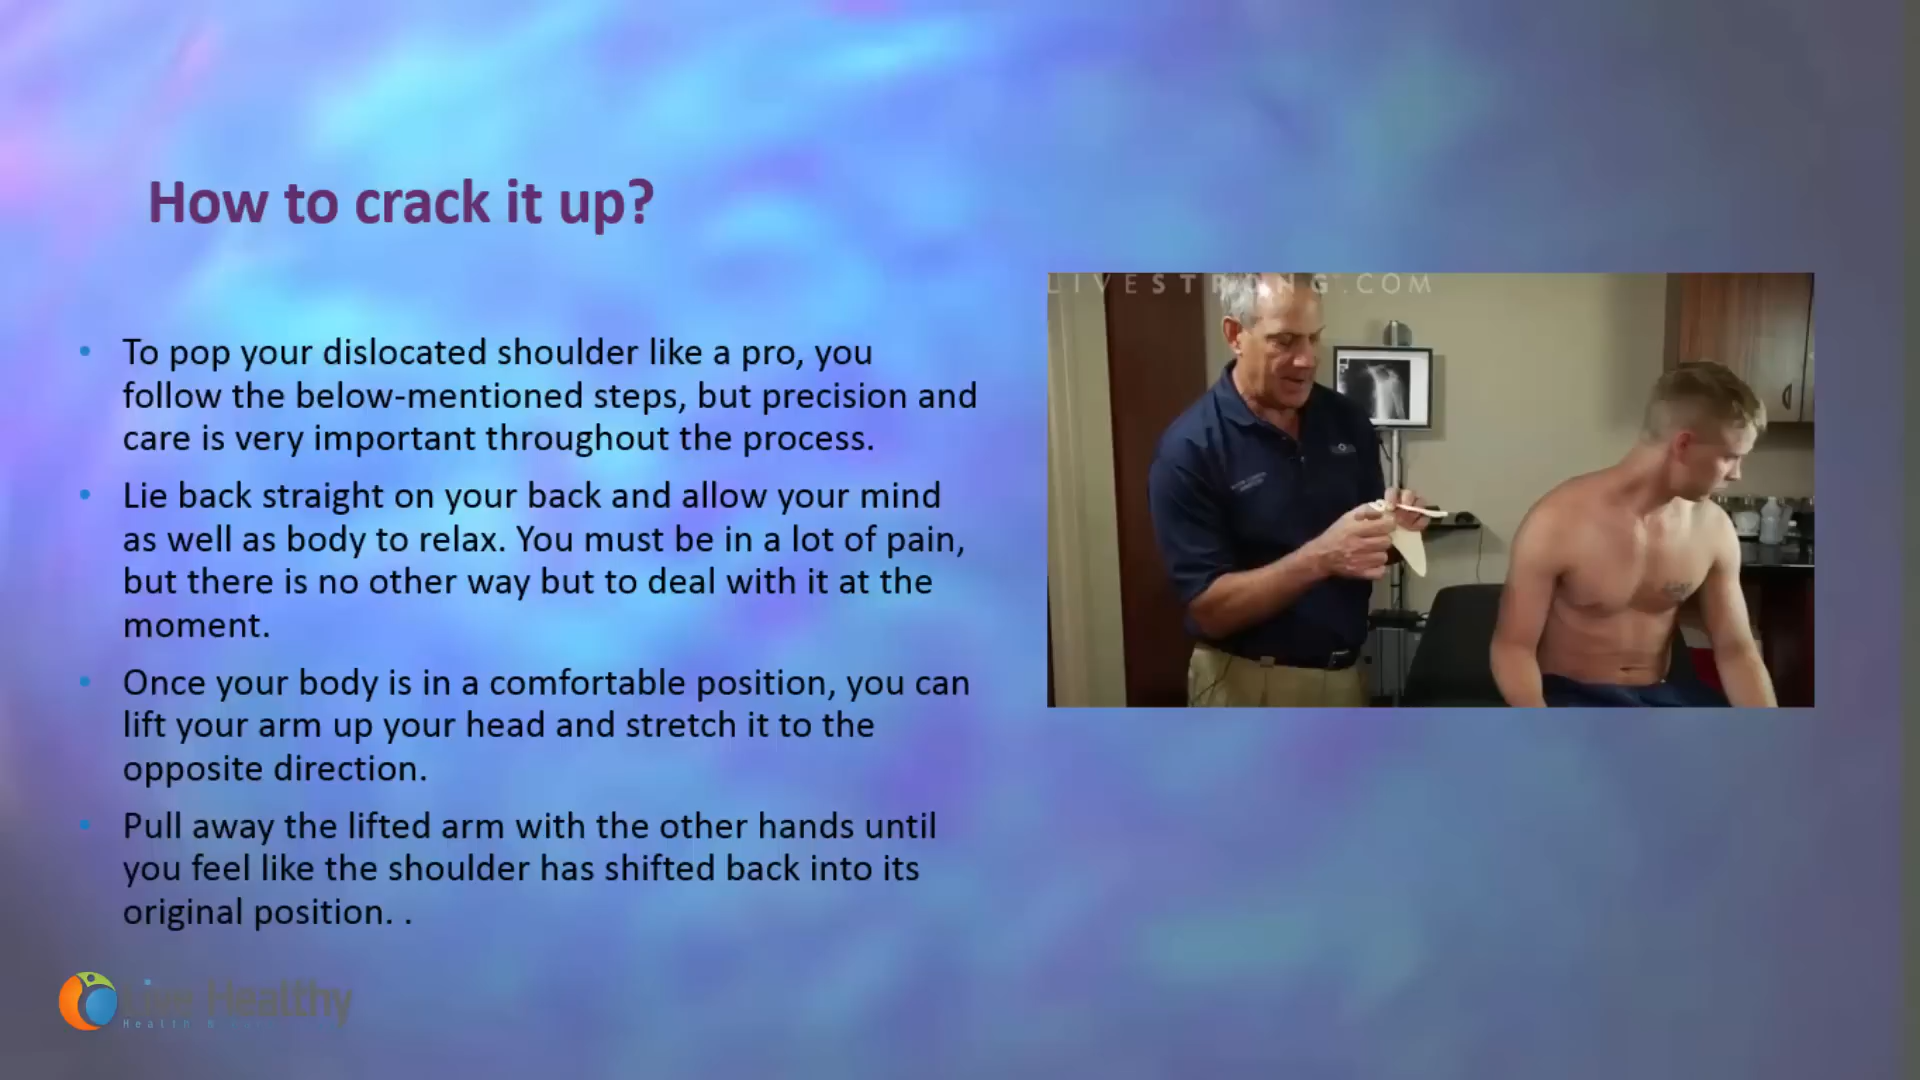 How to crack it up?
LIVESTRONG.COM
• To pop your dislocated shoulder like a pro, you
follow the below-mentioned steps, but precision and
care is very important throughout the process.
• Lie back straight on your back and allow your mind
as well as body to relax. You must be in a lot of pain,
but there is no other way but to deal with it at the
moment.
• Once your body is in a comfortable position, you can
lift your arm up your head and stretch it to the
opposite direction.
• Pull away the lifted arm with the other hands until
you feel like the shoulder has shifted back into its
original position. .
Live Healthy
Health